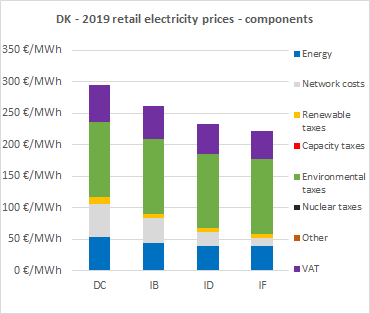 DK - 2019 retail electricity prices - components
350 €/MWh
300 €/MWh
250 €/MWh
200 €/MWh
150 €/MWh
100 €/MWh
50 €/MWh
0 €/MWh
DC
IB
ID
IF
Energy
Network costs
Renewable
taxes
Capacity taxes
Environmental
taxes
Nuclear taxes
Other
VAT